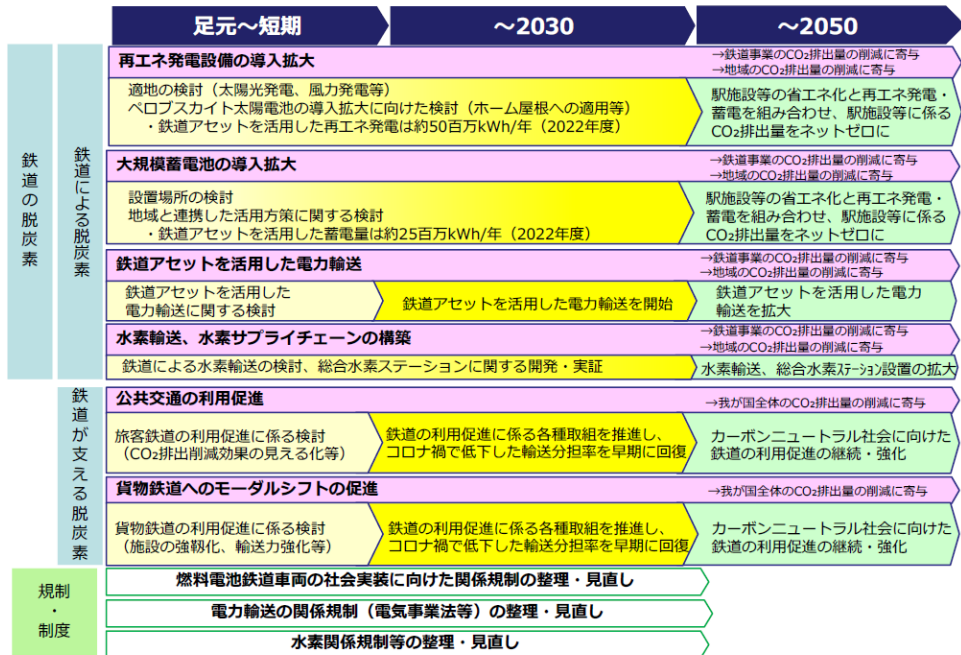 足元～短期
～2030
～2050
鉄道の脱炭素
鉄道による脱炭素
再エネ発電設備の導入拡大
→鉄道事業のCO₂排出量の削減に寄与
→地域のCO₂排出量の削減に寄与
適地の検討（太陽光発電、風力発電等）
ペロブスカイト太陽電池の導入拡大に向けた検討（ホーム屋根への適用等）
・鉄道アセットを活用した再エネ発電は約50百万kWh/年（2022年度）
駅施設等の省エネ化と再エネ発電・
蓄電を組み合わせ、駅施設等に係る
CO₂排出量をネットゼロに
大規模蓄電池の導入拡大
→鉄道事業のCO₂排出量の削減に寄与
→地域のCO₂排出量の削減に寄与
設置場所の検討
地域と連携した活用方策に関する検討
・鉄道アセットを活用した蓄電量は約25百万kWh/年（2022年度）
駅施設等の省エネ化と再エネ発電・
蓄電を組み合わせ、駅施設等に係る
CO₂排出量をネットゼロに
鉄道アセットを活用した電力輸送
→鉄道事業のCO₂排出量の削減に寄与
→地域のCO₂排出量の削減に寄与
鉄道アセットを活用した
電力輸送に関する検討
鉄道アセットを活用した電力輸送を開始
鉄道アセットを活用した電力
輸送を拡大
水素輸送、水素サプライチェーンの構築
→鉄道事業のCO₂排出量の削減に寄与
→地域のCO₂排出量の削減に寄与
鉄道による水素輸送の検討、総合水素ステーションに関する開発・実証
水素輸送、総合水素ｽﾃｰｼｮﾝ設置の拡大
鉄道が支える脱炭素
公共交通の利用促進
→我が国全体のCO₂排出量の削減に寄与
旅客鉄道の利用促進に係る検討
（CO₂排出削減効果の見える化等）
鉄道の利用促進に係る各種取組を推進し、
コロナ禍で低下した輸送分担率を早期に回復
カーボンニュートラル社会に向けた
鉄道の利用促進の継続・強化
貨物鉄道へのモーダルシフトの促進
→我が国全体のCO₂排出量の削減に寄与
貨物鉄道の利用促進に係る検討
（施設の強靱化、輸送力強化等）
鉄道の利用促進に係る各種取組を推進し、
コロナ禍で低下した輸送分担率を早期に回復
カーボンニュートラル社会に向けた
鉄道の利用促進の継続・強化
規制
・
制度
燃料電池鉄道車両の社会実装に向けた関係規制の整理・見直し
電力輸送の関係規制（電気事業法等）の整理・見直し
水素関係規制等の整理・見直し